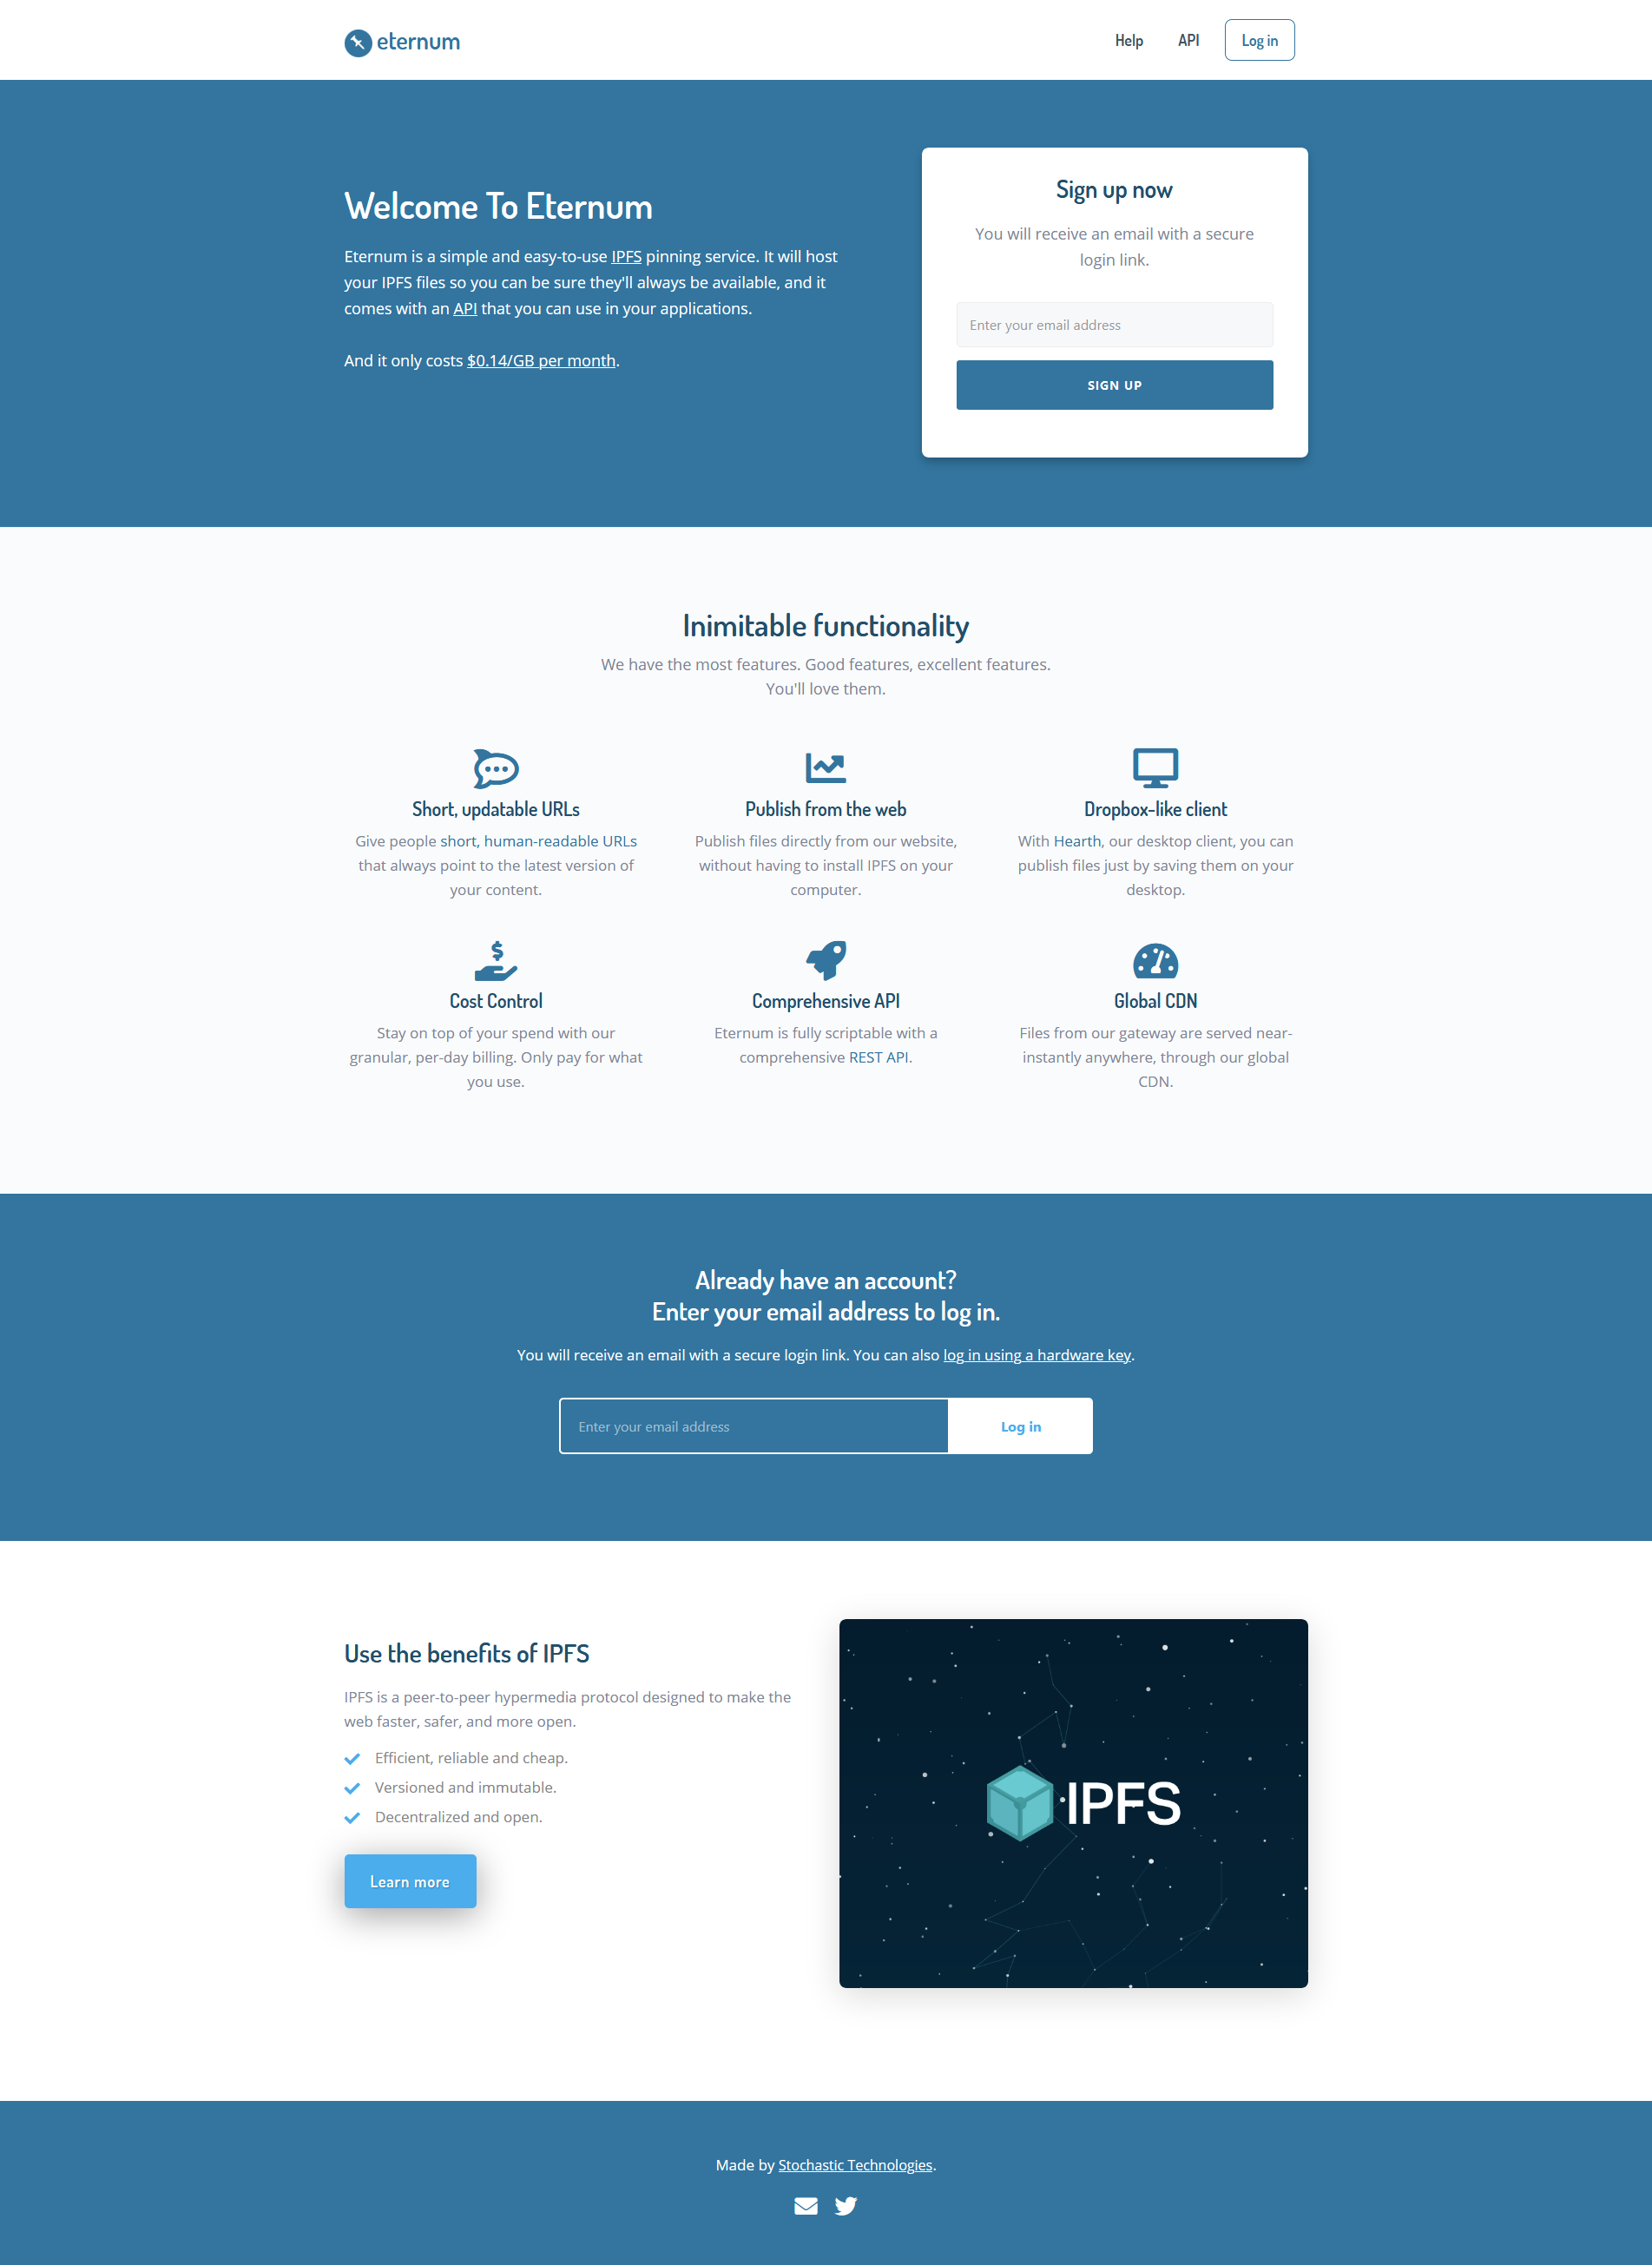 eternum
Help
API
Log in
Welcome To Eternum
Eternum is a simple and easy-to-use IPFS pinning service. It will host
your IPFS files so you can be sure they'll always be available, and it
comes with an API that you can use in your applications.
And it only costs $0.14/GB per month.
Sign up now
You will receive an email with a secure
login link.
Enter your email address
SIGN UP
Inimitable functionality
We have the most features. Good features, excellent features.
You'll love them.
Short, updatable URLs
Give people short, human-readable URLs
that always point to the latest version of
your content.
Publish from the web
Publish files directly from our website,
without having to install IPFS on your
computer.
Dropbox-like client
With Hearth, our desktop client, you can
publish files just by saving them on your
desktop.
Cost Control
Stay on top of your spend with our
granular, per-day billing. Only pay for what
you use.
Comprehensive API
Eternum is fully scriptable with a
comprehensive REST API.
Global CDN
Files from our gateway are served near-
instantly anywhere, through our global
CDN.
Already have an account?
Enter your email address to log in.
You will receive an email with a secure login link. You can also log in using a hardware key.
Enter your email address
Log in
Use the benefits of IPFS
IPFS is a peer-to-peer hypermedia protocol designed to make the
web faster, safer, and more open.
Efficient, reliable and cheap.
Versioned and immutable.
Decentralized and open.
Learn more
IPFS
Made by Stochastic Technologies.